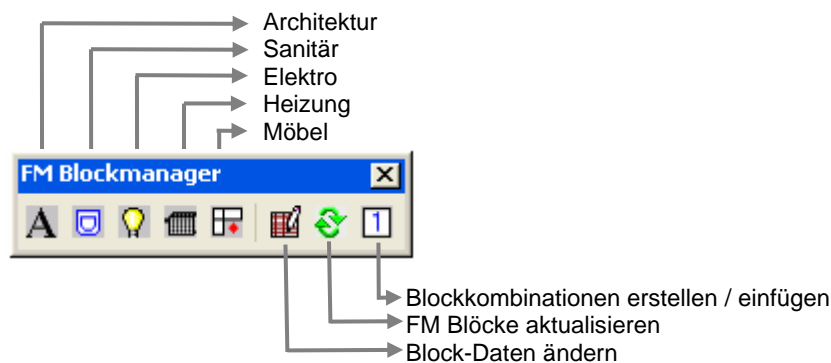 Architektur
Sanitär
Elektro
Heizung
Möbel
FM Blockmanager
A
1
Blockkombinationen erstellen / einfügen
FM Blöcke aktualisieren
Block-Daten ändern